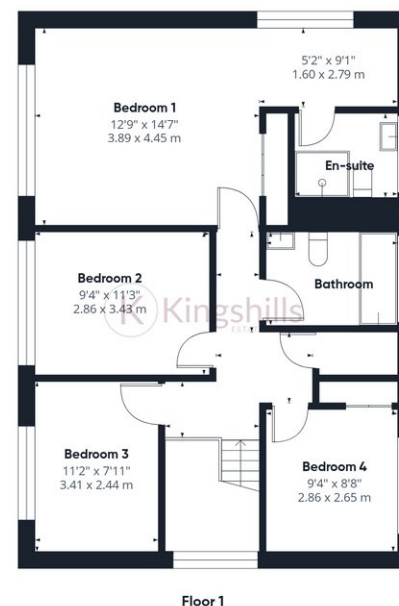 5'2" x 9'1"
1.60 x 2.79 m
Bedroom 1
12'9" x 14'7"
3.89 x 4.45 m
En-suite
Bedroom 2
9'4" x 11'3"
2.86 x 3.43 m
Bathroom
K Kingshills
ESTATE
Bedroom 3
11'2" x 7'11"
3.41 x 2.44 m
Bedroom 4
9'4" x 8'8"
2.86 x 2.65 m
Floor 1